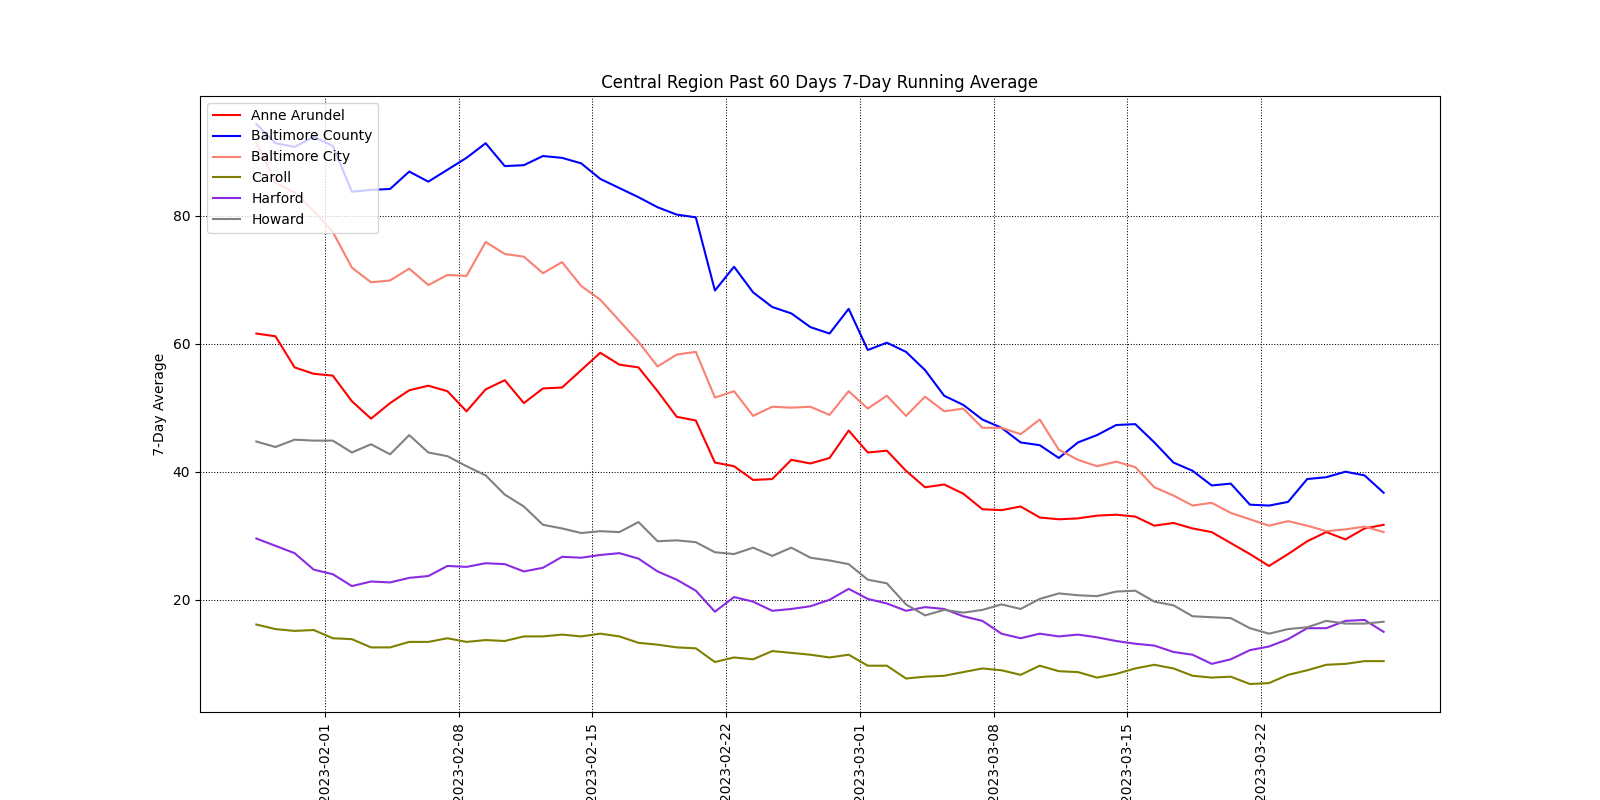 Central Region Past 60 Days 7-Day Running Average
Anne Arundel
Baltimore County
Baltimore City
Caroll
Harford
Howard
7-Day Average
80
60
40
20
2023-02-01
2023-02-08
2023-02-15
2023-02-22
2023-03-01
2023-03-08
2023-03-15
2023-03-22